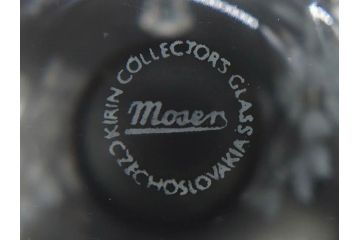 KIRIN COLLECTORS GLASS
Moser
CZECHOSLOVAKIA